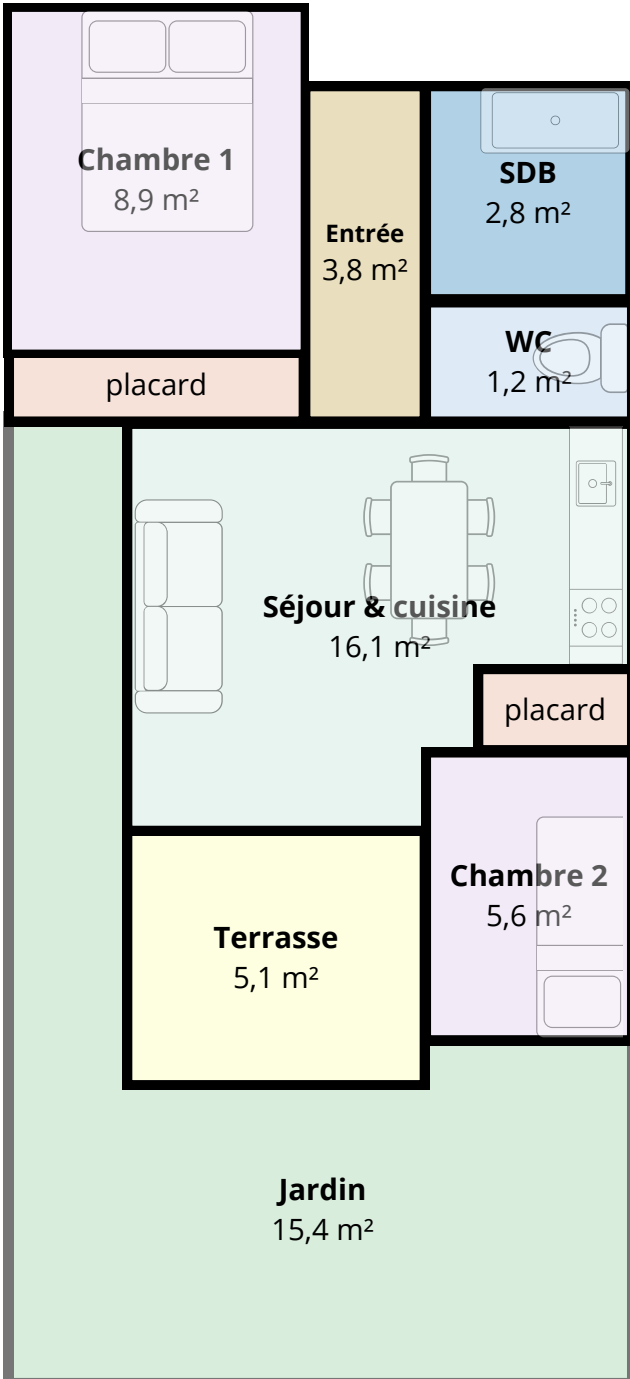 Chambre 1
8,9 m²
SDB
2,8 m²
Entrée
3,8 m²
WC
1,2 m²
placard
Séjour & cuisine
16,1 m²
placard
Chambre 2
5,6 m²
Terrasse
5,1 m²
Jardin
15,4 m²